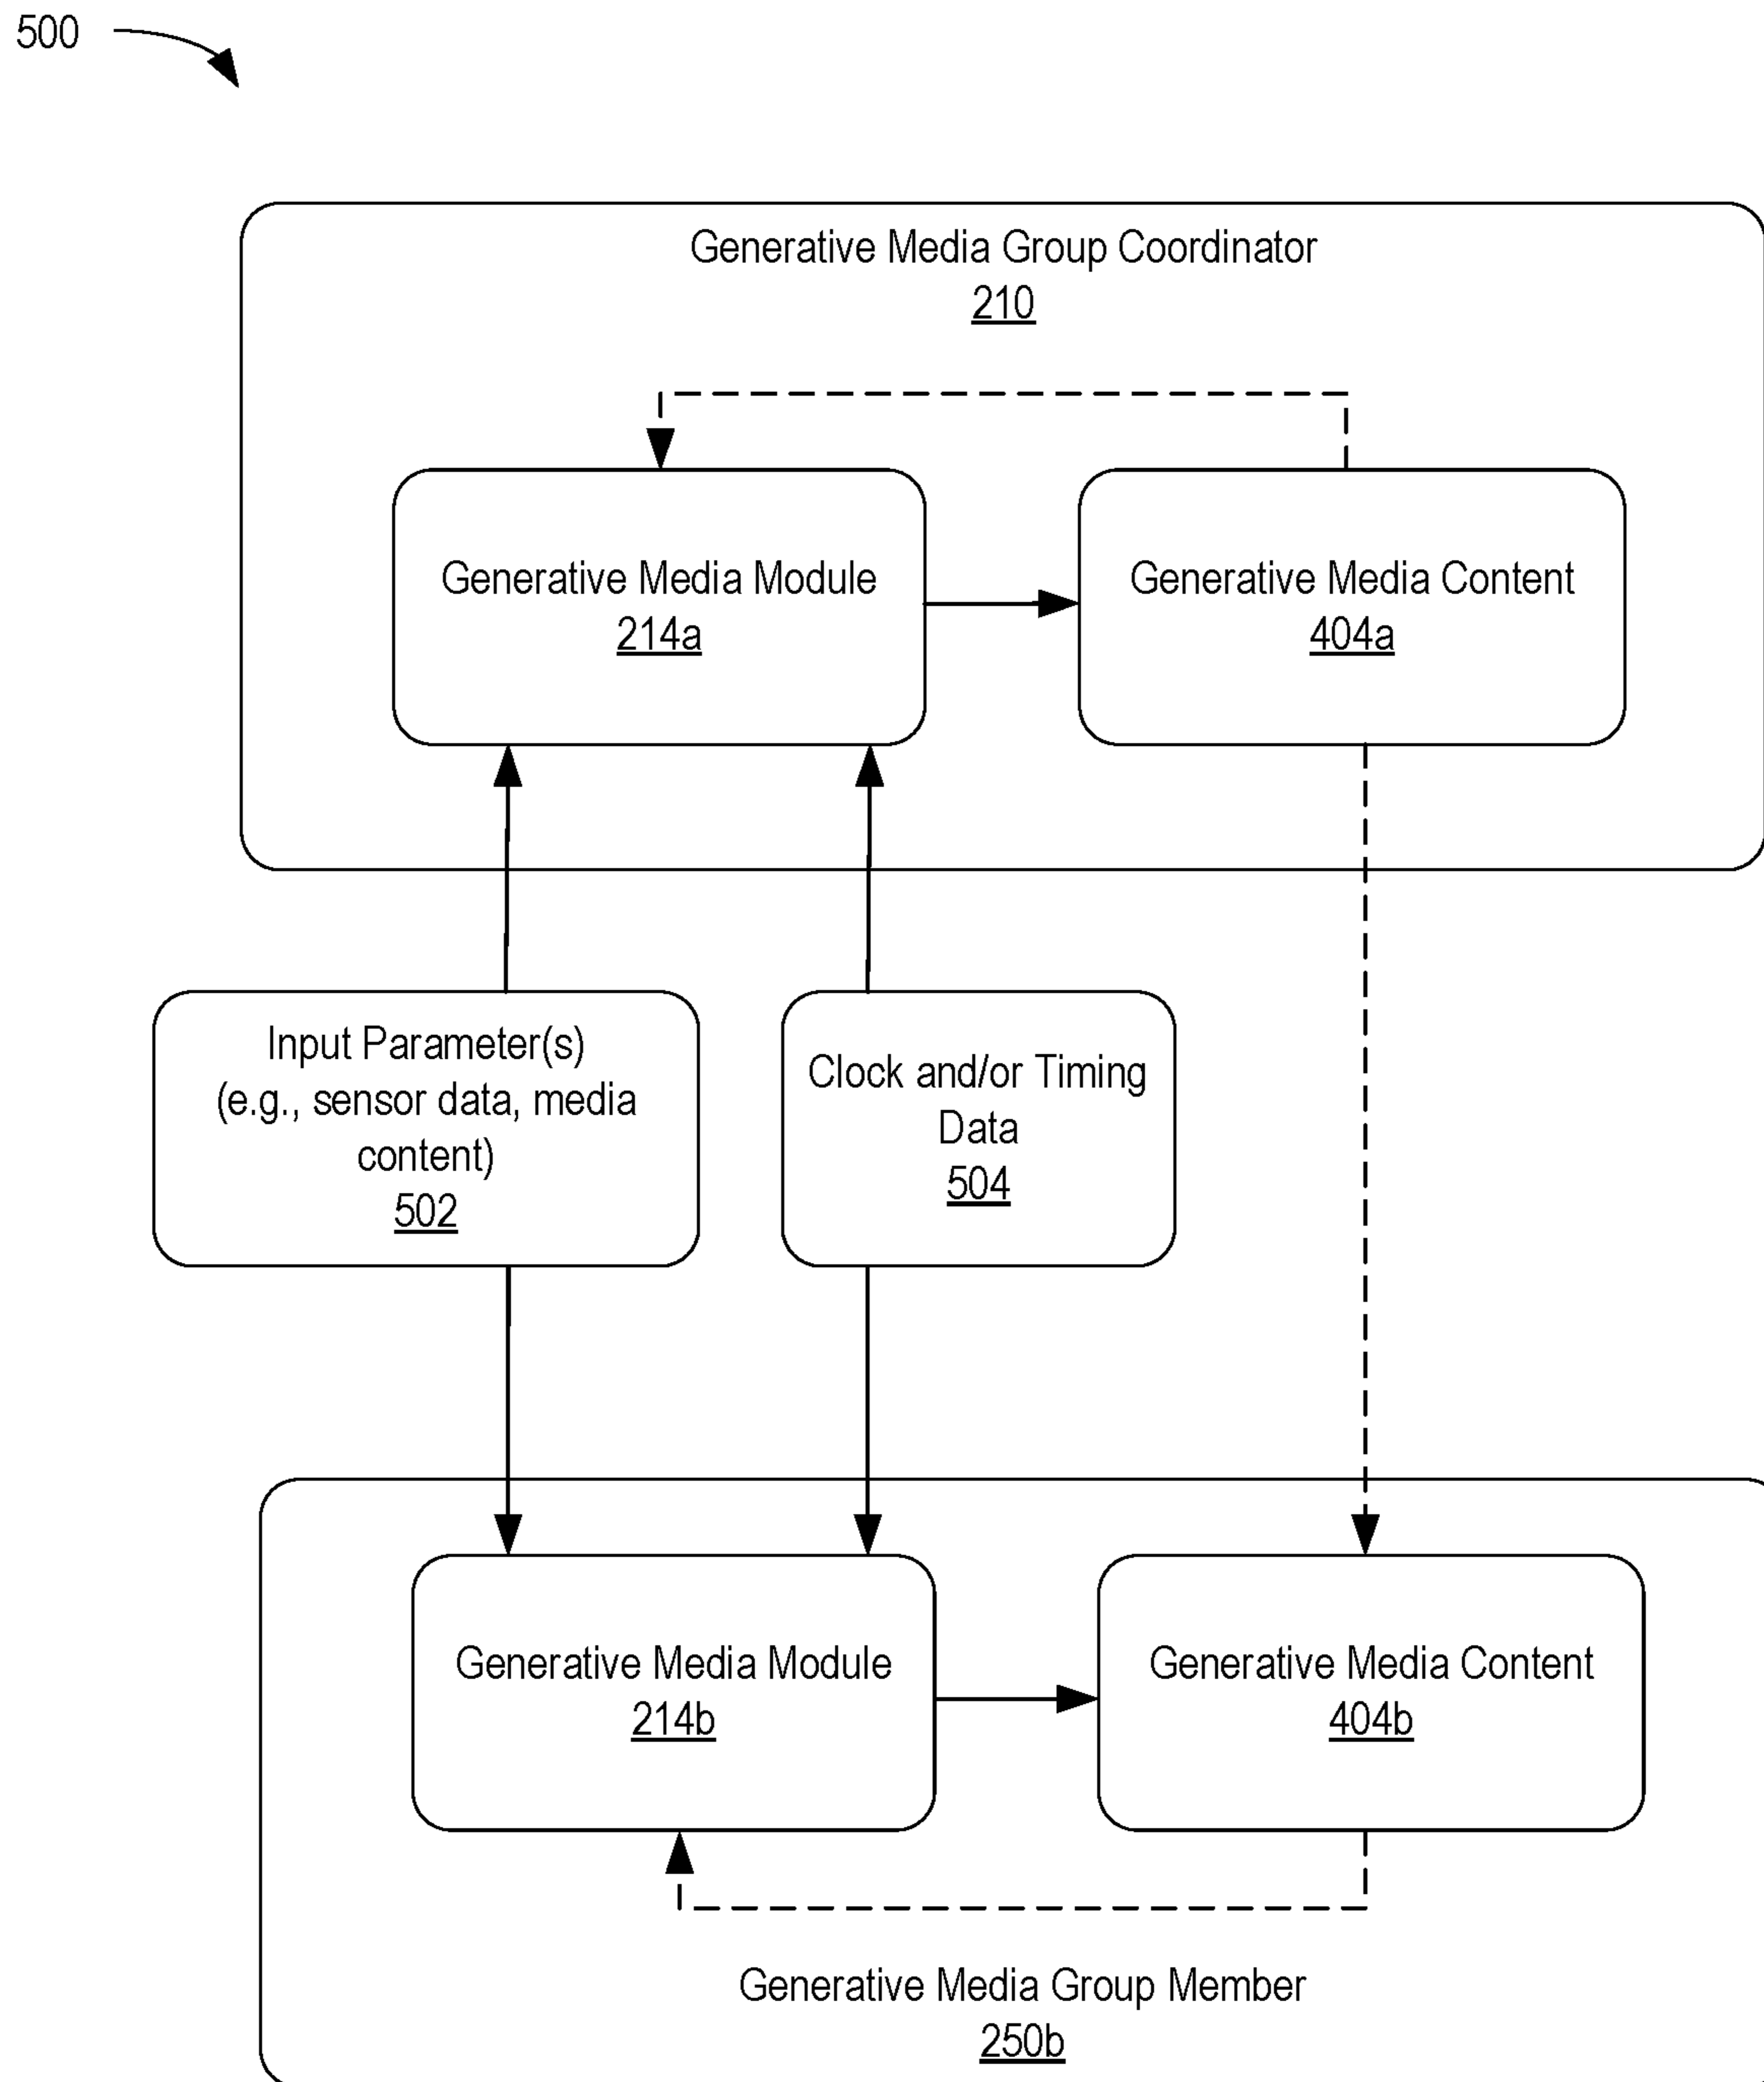 500
Generative Media Group Coordinator
210
Generative Media Module
214a
Generative Media Content
404a
Input Parameter(s)
(e.g., sensor data, media
content)
502
Clock and/or Timing
Data
504
Generative Media Module
214b
Generative Media Content
404b
Generative Media Group Member
250b